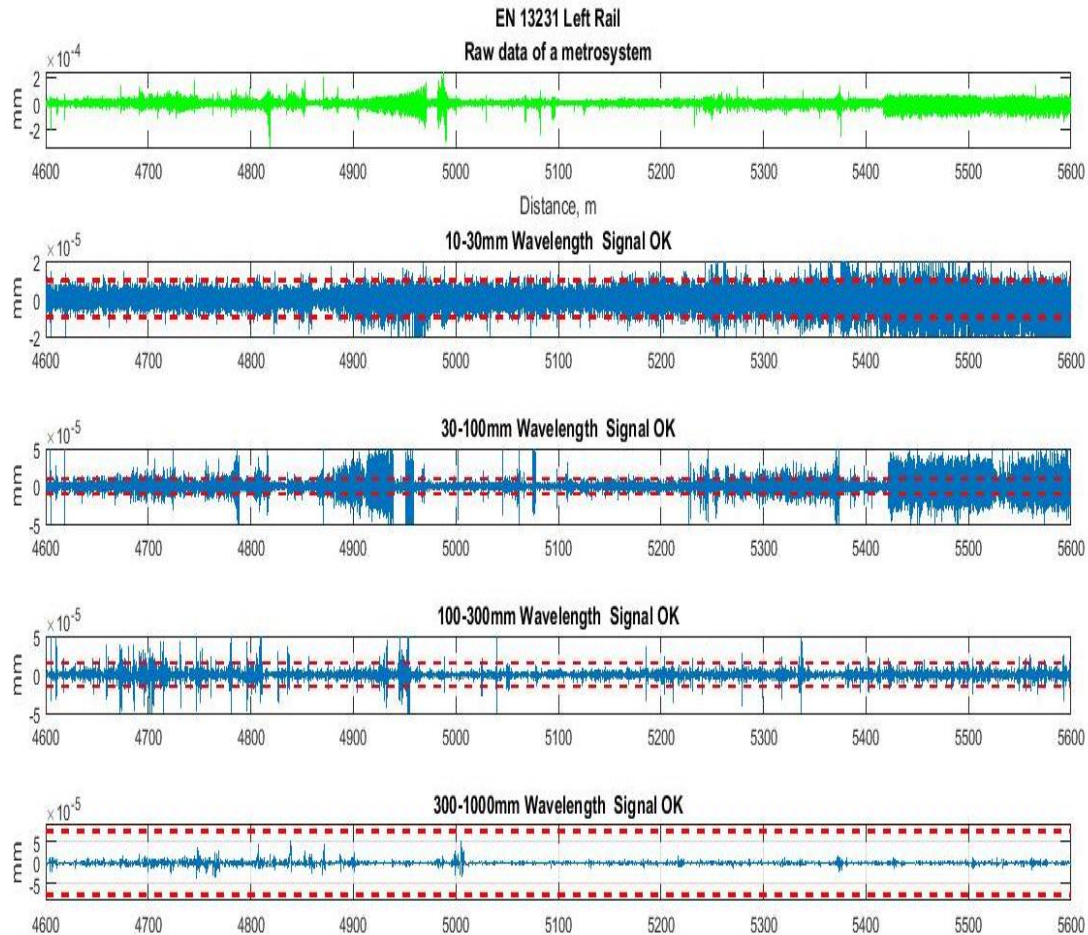 EN 13231 Left Rail
Raw data of a metrosystem
×10⁻⁴
2
0
-2
mm
4600 4700 4800 4900 5000 5100 5200 5300 5400 5500 5600
Distance, m
10-30mm Wavelength Signal OK
×10⁻⁵
2
0
-2
mm
4600 4700 4800 4900 5000 5100 5200 5300 5400 5500 5600
30-100mm Wavelength Signal OK
×10⁻⁵
5
0
-5
mm
4600 4700 4800 4900 5000 5100 5200 5300 5400 5500 5600
100-300mm Wavelength Signal OK
×10⁻⁵
5
0
-5
mm
4600 4700 4800 4900 5000 5100 5200 5300 5400 5500 5600
300-1000mm Wavelength Signal OK
×10⁻⁵
5
0
-5
mm
4600 4700 4800 4900 5000 5100 5200 5300 5400 5500 5600